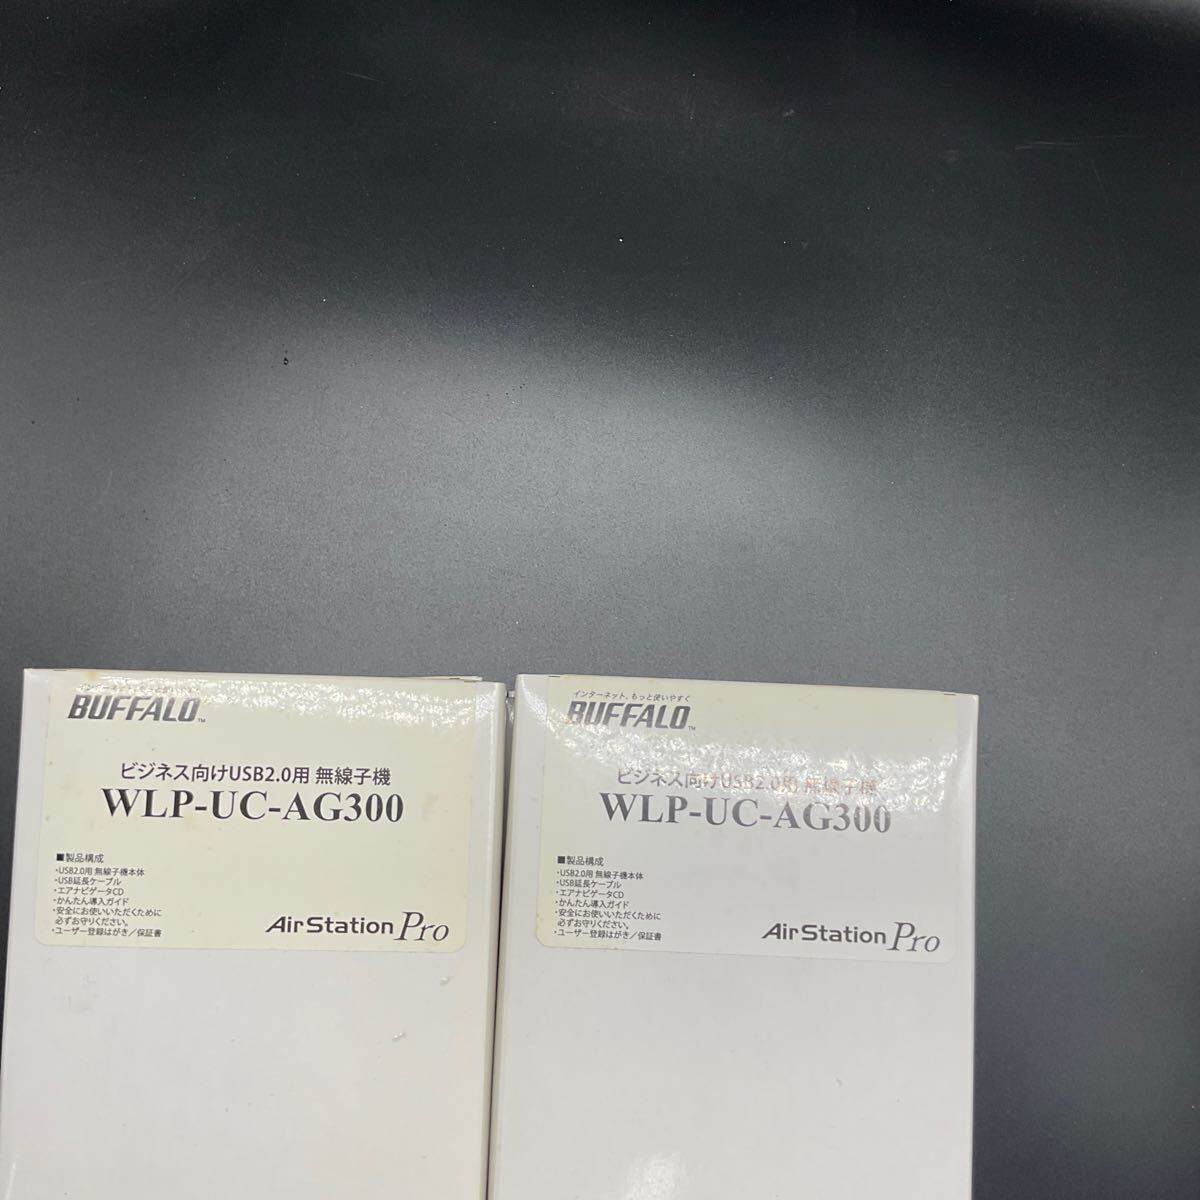 BUFFALO™
ビジネス向けUSB2.0用 無線子機
WLP-UC-AG300
■製品構成
・USB2.0用 無線子機本体
・USB延長ケーブル
・エアナビゲータCD
・かんたん導入ガイド
・安全にお使いいただくために
必ずお守りください。
・ユーザー登録はがき／保証書
AirStation Pro
インターネット、もっと使いやすく
BUFFALO™
ビジネス向けUSB2.0用 無線子機
WLP-UC-AG300
■製品構成
・USB2.0用 無線子機本体
・USB延長ケーブル
・エアナビゲータCD
・かんたん導入ガイド
・安全にお使いいただくために
必ずお守りください。
・ユーザー登録はがき／保証書
AirStation Pro